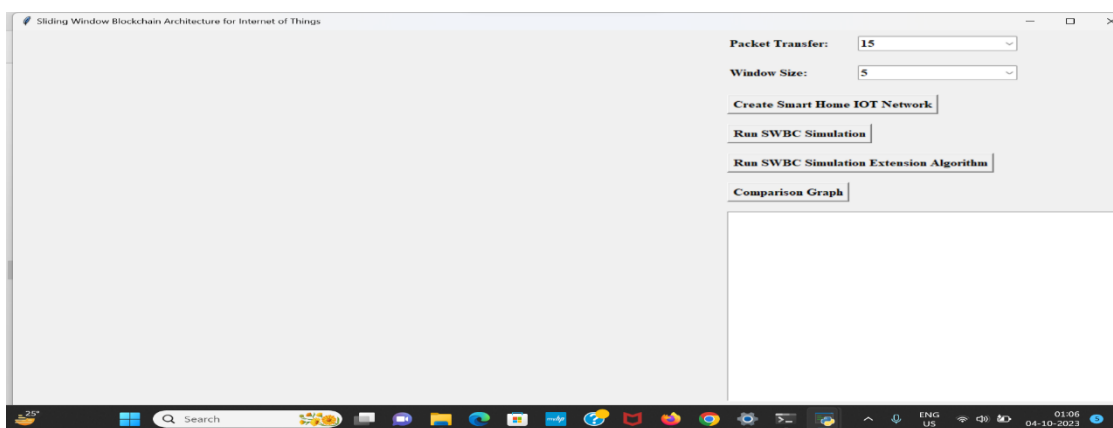 Sliding Window Blockchain Architecture for Internet of Things
Packet Transfer: 15
Window Size: 5
Create Smart Home IOT Network
Run SWBC Simulation
Run SWBC Simulation Extension Algorithm
Comparison Graph
25°
Search
ENG
US
01:06
04-10-2023